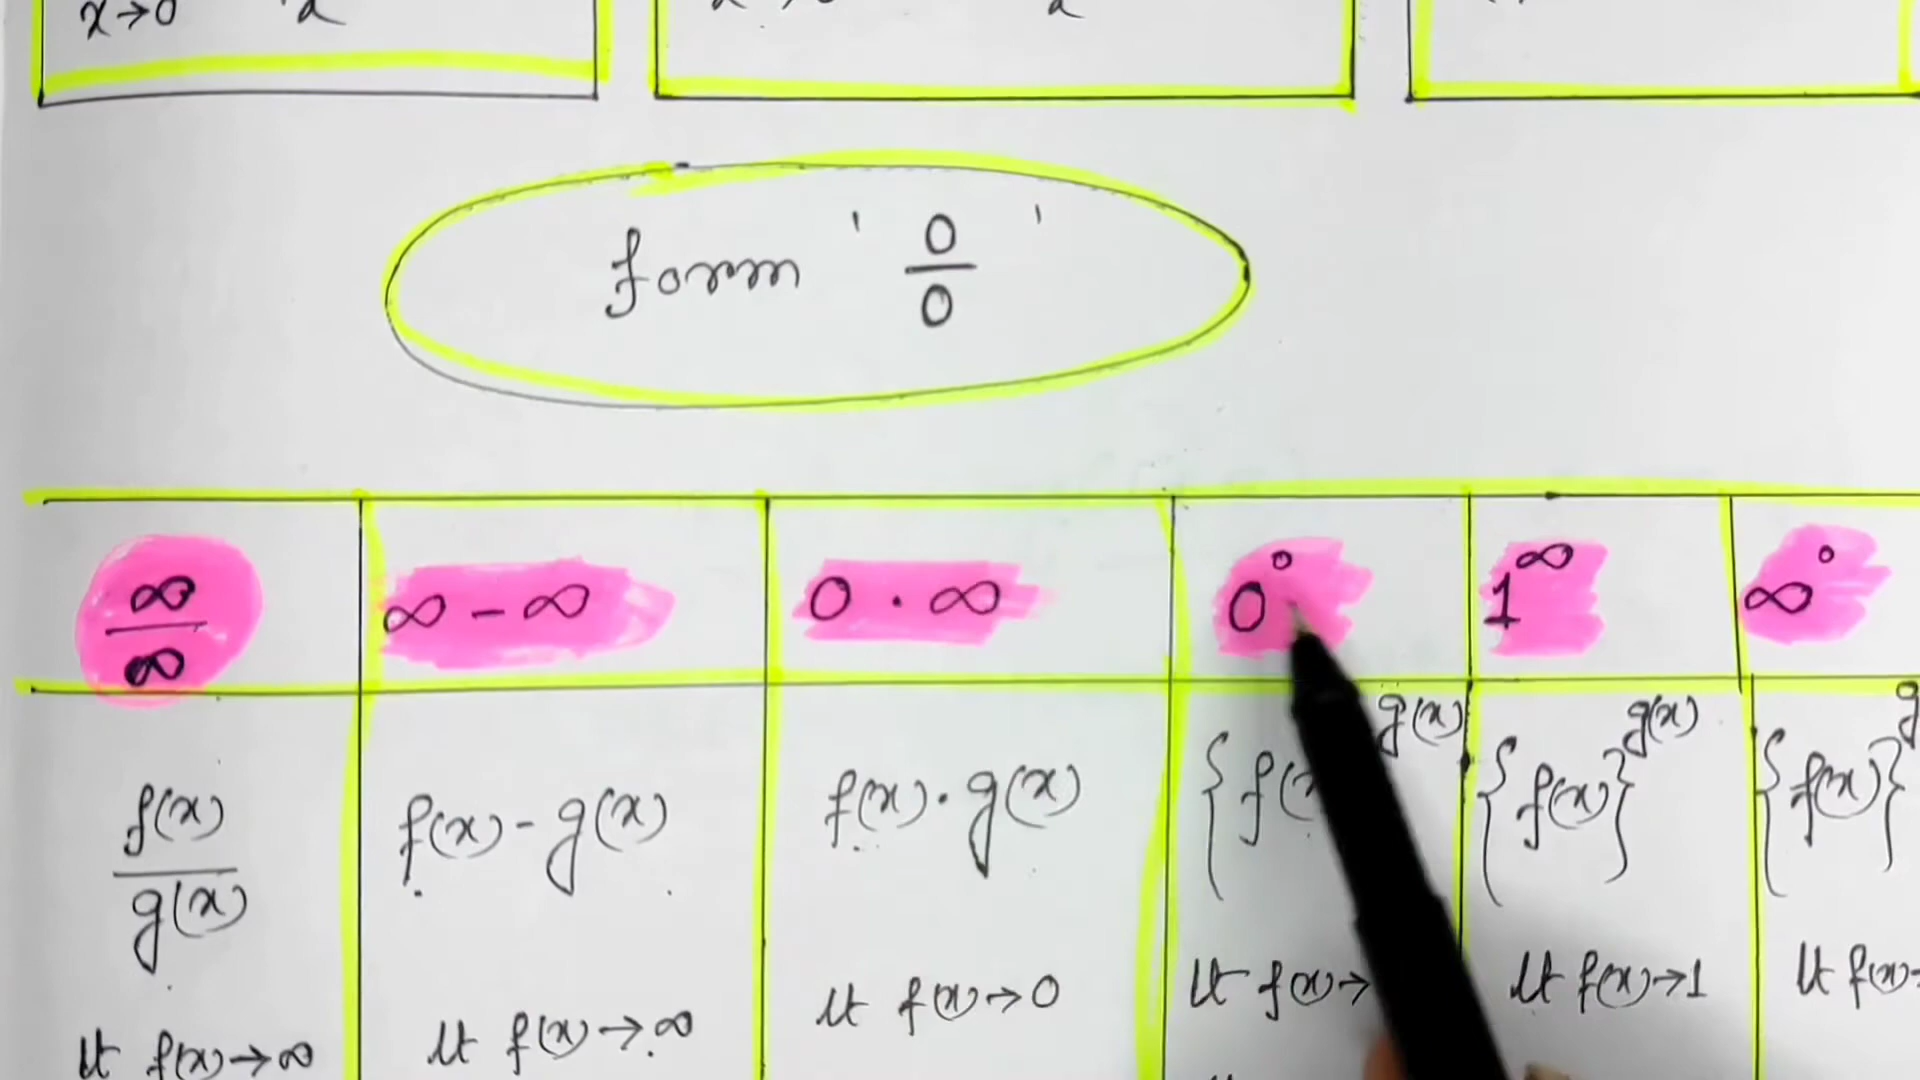 x→0
form ' 0/0 '
∞/∞ ∞ - ∞ 0 . ∞ 0⁰ 1^∞ ∞⁰
f(x)/g(x) f(x) - g(x) f(x) · g(x) {f(x g(x) {f(x)}^g(x) {f(x)}^g
lt f(x)→∞ lt f(x)→∞ lt f(x)→0 lt f(x)→ lt f(x)→1 lt f(x)